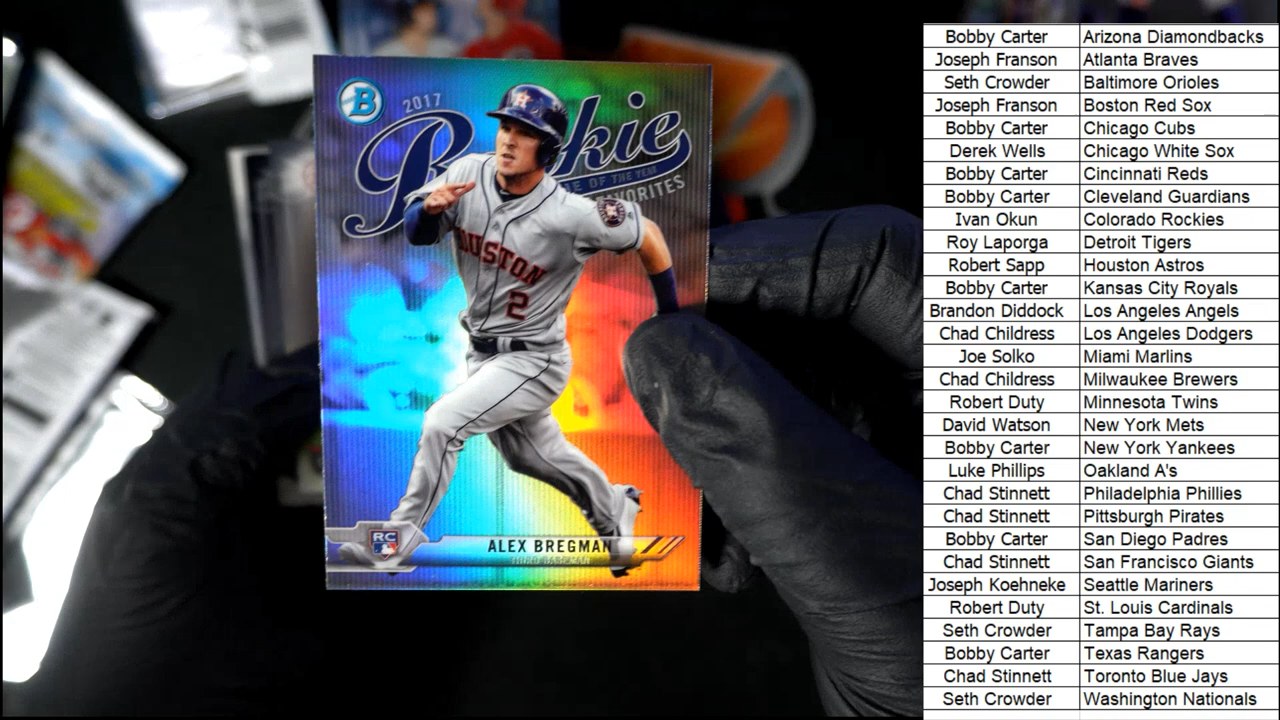 B
2017
Rookie
OF THE YEAR
FAVORITES
HOUSTON
2
RC
ALEX BREGMAN
THIRD BASEMAN
Bobby Carter Arizona Diamondbacks
Joseph Franson Atlanta Braves
Seth Crowder Baltimore Orioles
Joseph Franson Boston Red Sox
Bobby Carter Chicago Cubs
Derek Wells Chicago White Sox
Bobby Carter Cincinnati Reds
Bobby Carter Cleveland Guardians
Ivan Okun Colorado Rockies
Roy Laporga Detroit Tigers
Robert Sapp Houston Astros
Bobby Carter Kansas City Royals
Brandon Diddock Los Angeles Angels
Chad Childress Los Angeles Dodgers
Joe Solko Miami Marlins
Chad Childress Milwaukee Brewers
Robert Duty Minnesota Twins
David Watson New York Mets
Bobby Carter New York Yankees
Luke Phillips Oakland A's
Chad Stinnett Philadelphia Phillies
Chad Stinnett Pittsburgh Pirates
Bobby Carter San Diego Padres
Chad Stinnett San Francisco Giants
Joseph Koehneke Seattle Mariners
Robert Duty St. Louis Cardinals
Seth Crowder Tampa Bay Rays
Bobby Carter Texas Rangers
Chad Stinnett Toronto Blue Jays
Seth Crowder Washington Nationals